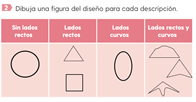 2 Dibuja una figura del diseño para cada descripción.
Sin lados rectos
Lados rectos
Lados curvos
Lados rectos y curvos